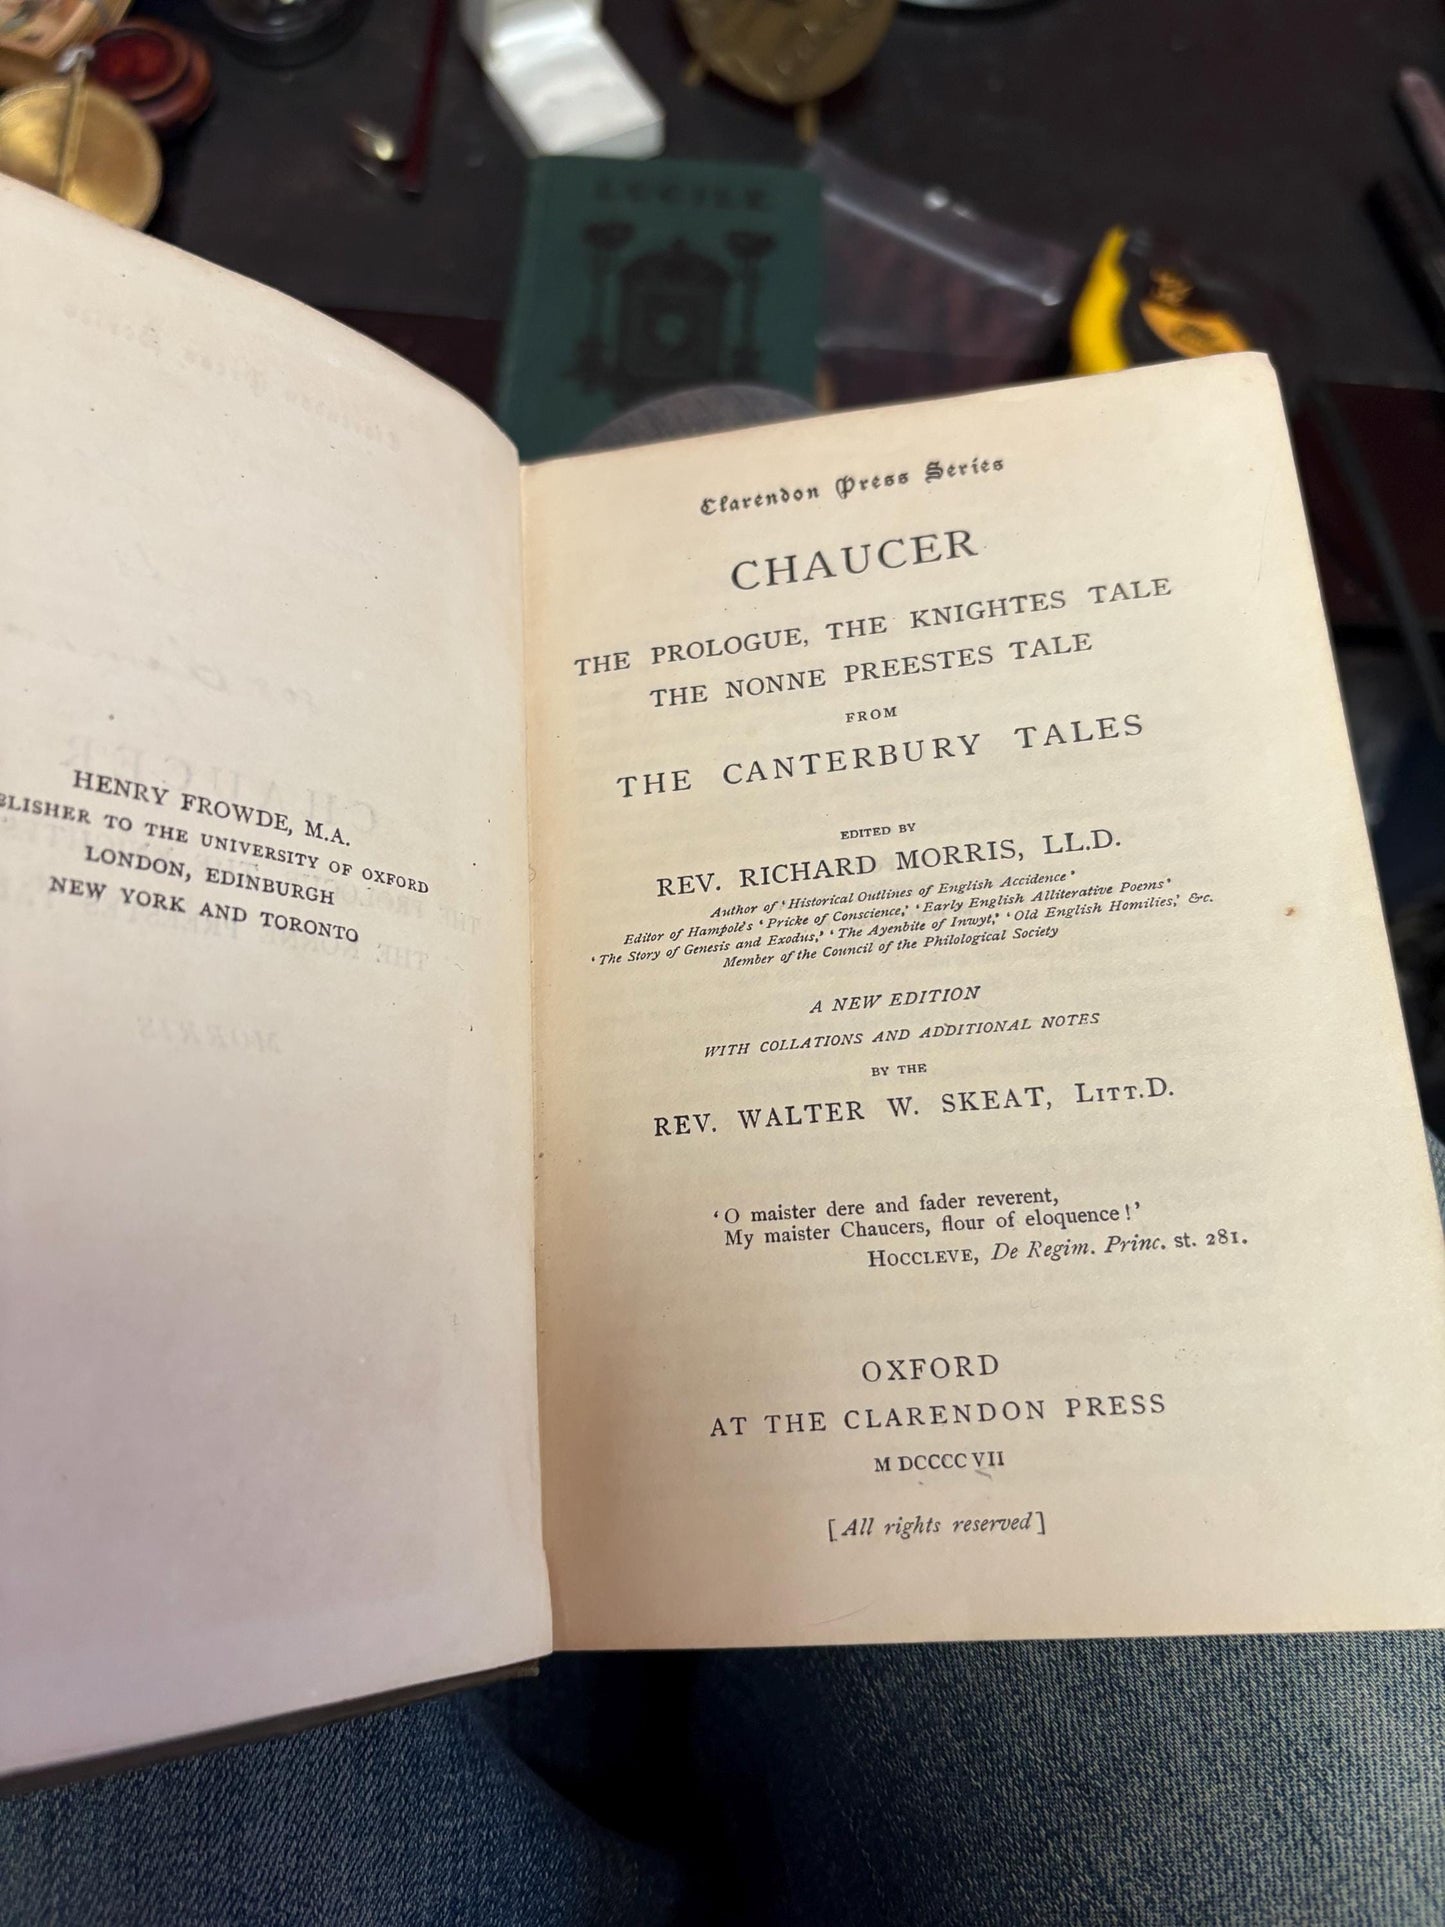 LUCILE
HENRY FROWDE, M.A.
BLISHER TO THE UNIVERSITY OF OXFORD
LONDON, EDINBURGH
NEW YORK AND TORONTO
Clarendon Press Series
CHAUCER
THE PROLOGUE, THE KNIGHTES TALE
THE NONNE PREESTES TALE
FROM
THE CANTERBURY TALES
EDITED BY
REV. RICHARD MORRIS, LL.D.
Author of 'Historical Outlines of English Accidence'
Editor of Hampole's 'Pricke of Conscience,' 'Early English Alliterative Poems'
'The Story of Genesis and Exodus,' 'The Ayenbite of Inwyt,' 'Old English Homilies,' &c.
Member of the Council of the Philological Society
A NEW EDITION
WITH COLLATIONS AND ADDITIONAL NOTES
BY THE
REV. WALTER W. SKEAT, LITT.D.
'O maister dere and fader reverent,
My maister Chaucers, flour of eloquence!'
HOCCLEVE, De Regim. Princ. st. 281.
OXFORD
AT THE CLARENDON PRESS
M DCCCC VII
[All rights reserved]